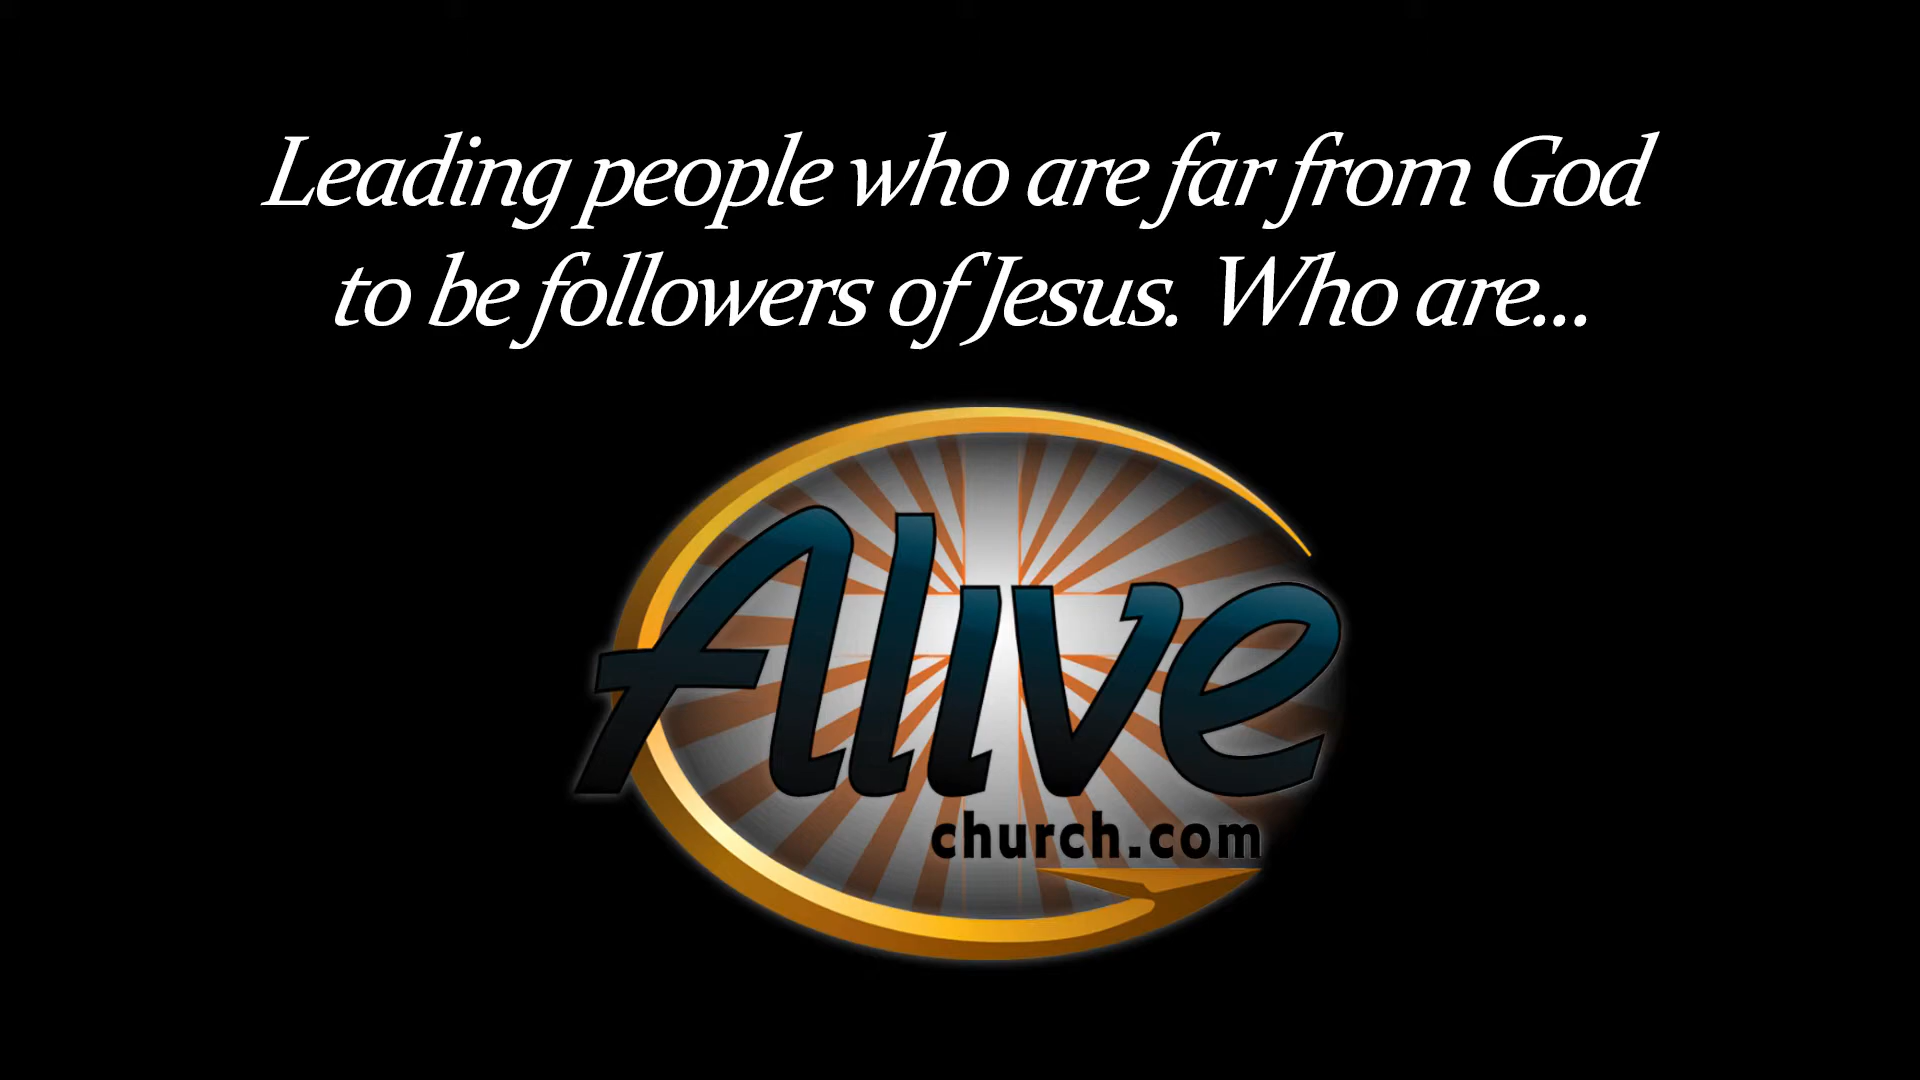 Leading people who are far from God
to be followers of Jesus. Who are...
Alive
church.com